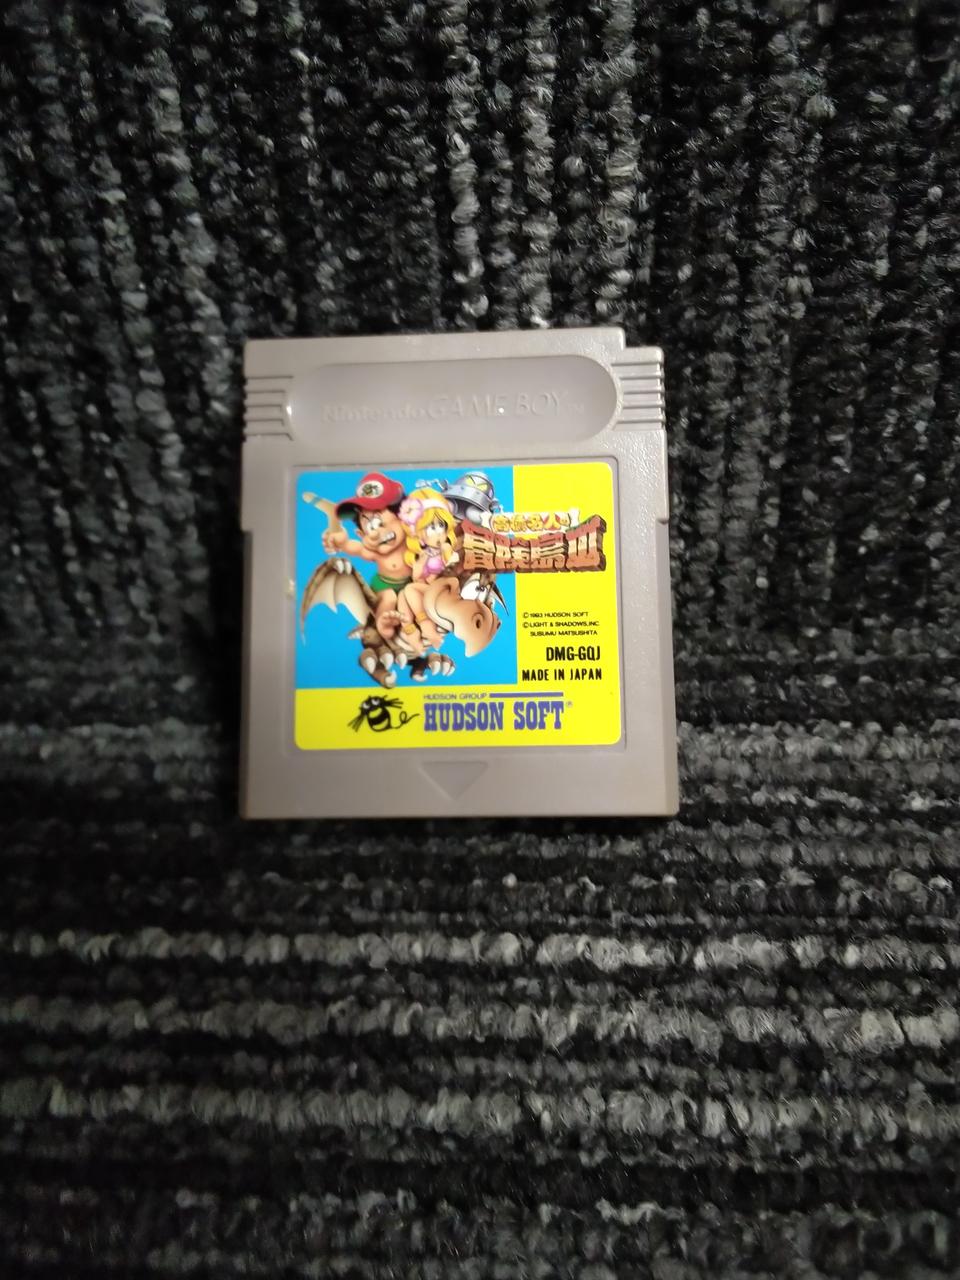 Nintendo GAME BOY TM
高橋名人の
冒険島III
©1993 HUDSON SOFT
©LIGHT & SHADOWS,INC.
SUSUMU MATSUSHITA
DMG-GQJ
MADE IN JAPAN
HUDSON GROUP
HUDSON SOFT®